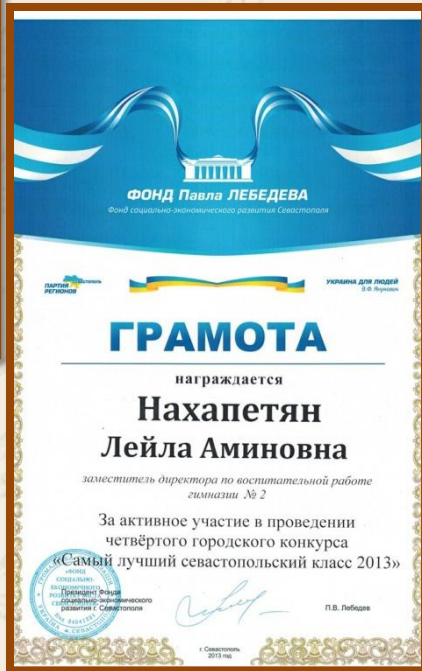 ФОНД Павла ЛЕБЕДЕВА
Фонд социально-экономического развития Севастополя
ПАРТИЯ
РЕГИОНОВ
УКРАИНА ДЛЯ ЛЮДЕЙ
В.Ф. Янукович
ГРАМОТА
награждается
Нахапетян
Лейла Аминовна
заместитель директора по воспитательной работе
гимназии № 2
За активное участие в проведении
четвёртого городского конкурса
«Самый лучший севастопольский класс 2013»
Президент Фонда
социально-экономического
развития г. Севастополя
П.В. Лебедев
г. Севастополь
2013 год